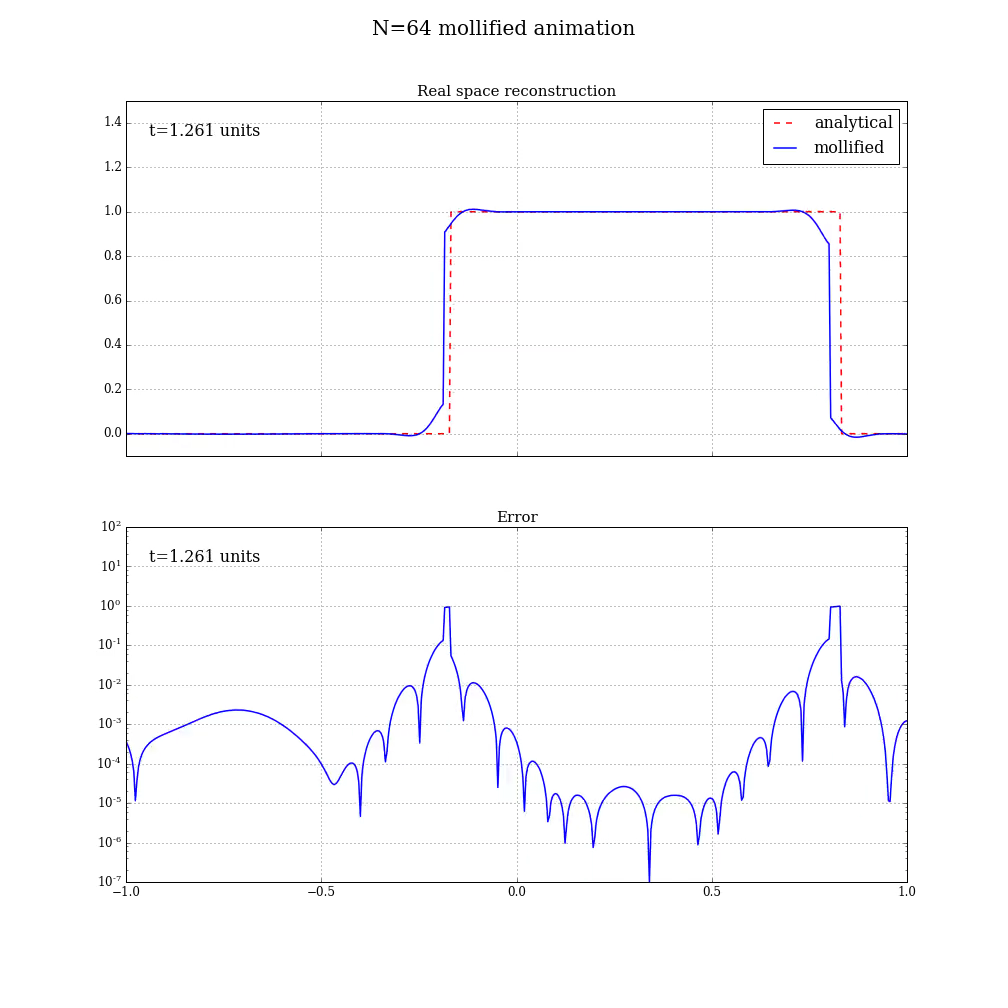 N=64 mollified animation
Real space reconstruction
t=1.261 units
analytical
mollified
1.4
1.2
1.0
0.8
0.6
0.4
0.2
0.0
Error
t=1.261 units
10²
10¹
10⁰
10⁻¹
10⁻²
10⁻³
10⁻⁴
10⁻⁵
10⁻⁶
10⁻⁷
−1.0 −0.5 0.0 0.5 1.0